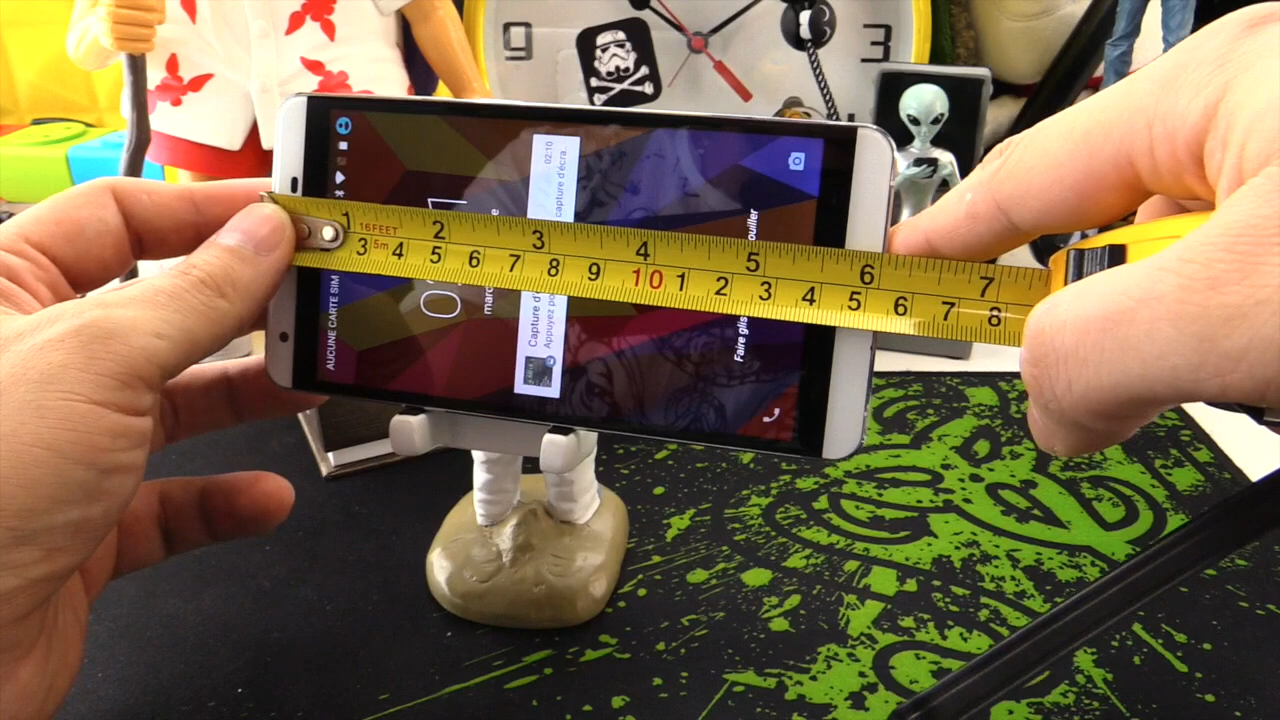 9
3
02:10
capture d'écra..
Capture d'
Appuyez po
AUCUNE CARTE SIM
marc
ouiller
Faire glis
1 2 3 4 5 6 7
16FEET
5m
3 4 5 6 7 8 9 10 1 2 3 4 5 6 7 8